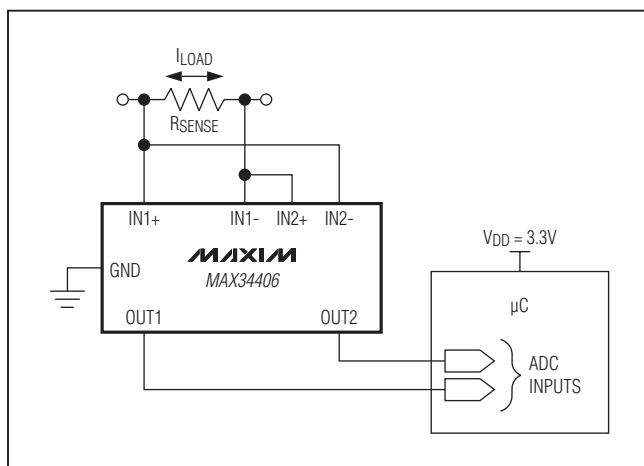 ILOAD
RSENSE
IN1+ IN1- IN2+ IN2-
MAXIM
MAX34406
GND
OUT1 OUT2
VDD = 3.3V
µC
ADC
INPUTS